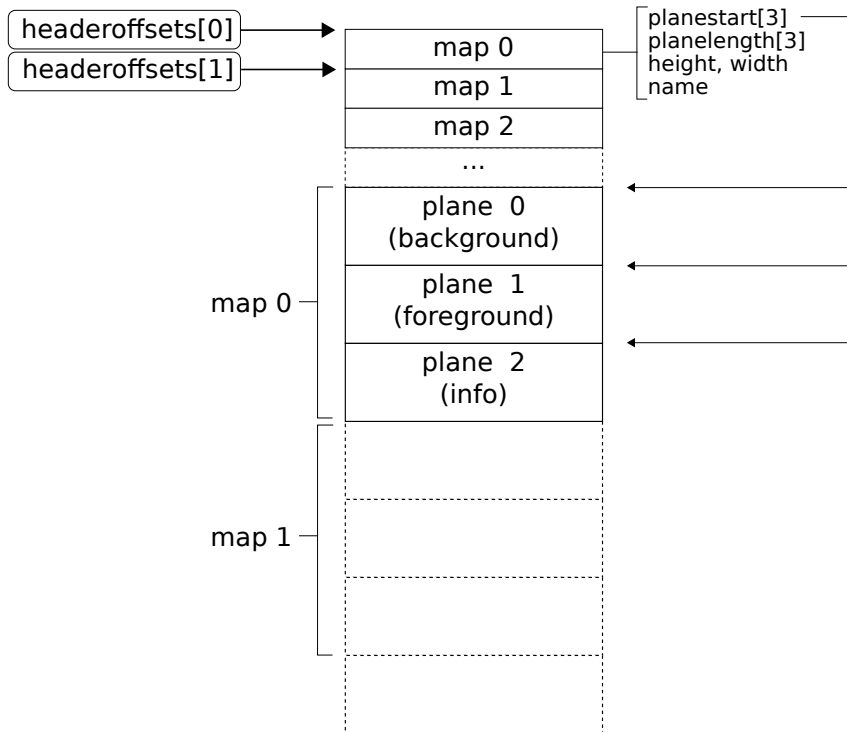 headeroffsets[0]
headeroffsets[1]
map 0
map 1
map 2
...
planestart[3]
planelength[3]
height, width
name
map 0
plane 0
(background)
plane 1
(foreground)
plane 2
(info)
map 1